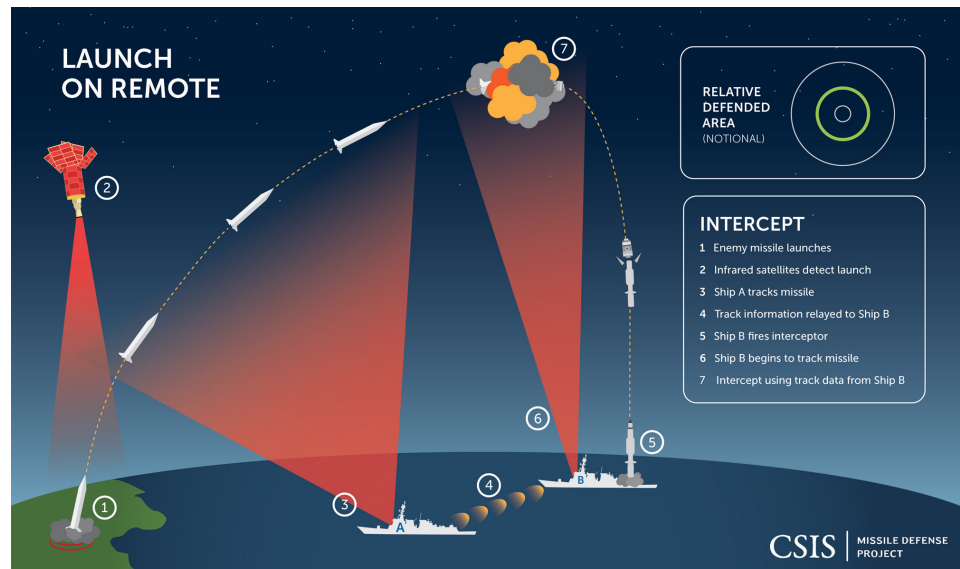 LAUNCH
ON REMOTE
7
RELATIVE
DEFENDED
AREA
(NOTIONAL)
2
INTERCEPT
1 Enemy missile launches
2 Infrared satellites detect launch
3 Ship A tracks missile
4 Track information relayed to Ship B
5 Ship B fires interceptor
6 Ship B begins to track missile
7 Intercept using track data from Ship B
6
5
B
4
3
A
1
CSIS
MISSILE DEFENSE
PROJECT